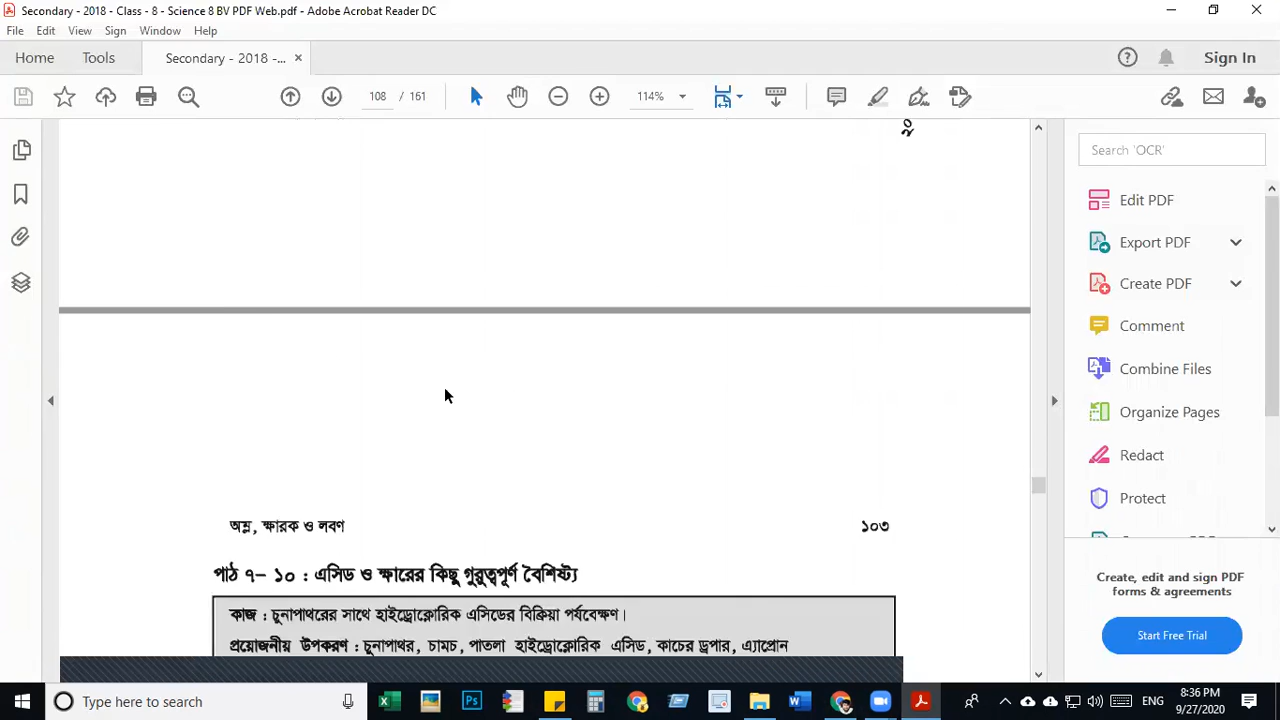 Secondary - 2018 - Class - 8 - Science 8 BV PDF Web.pdf - Adobe Acrobat Reader DC
File Edit View Sign Window Help
Home Tools Secondary - 2018 -... × Sign In
108 / 161 114%
২০
Search 'OCR'
Edit PDF
Export PDF
Create PDF
Comment
Combine Files
Organize Pages
Redact
Protect
অম্ল, ক্ষারক ও লবণ ১০৩
পাঠ ৭– ১০ : এসিড ও ক্ষারের কিছু গুরুত্বপূর্ণ বৈশিষ্ট্য
কাজ : চুনাপাথরের সাথে হাইড্রোক্লোরিক এসিডের বিক্রিয়া পর্যবেক্ষণ।
প্রয়োজনীয় উপকরণ : চুনাপাথর, চামচ, পাতলা হাইড্রোক্লোরিক এসিড, কাচের ড্রপার, এ্যাপ্রোন
Create, edit and sign PDF
forms & agreements
Start Free Trial
Type here to search
ENG
8:36 PM
9/27/2020